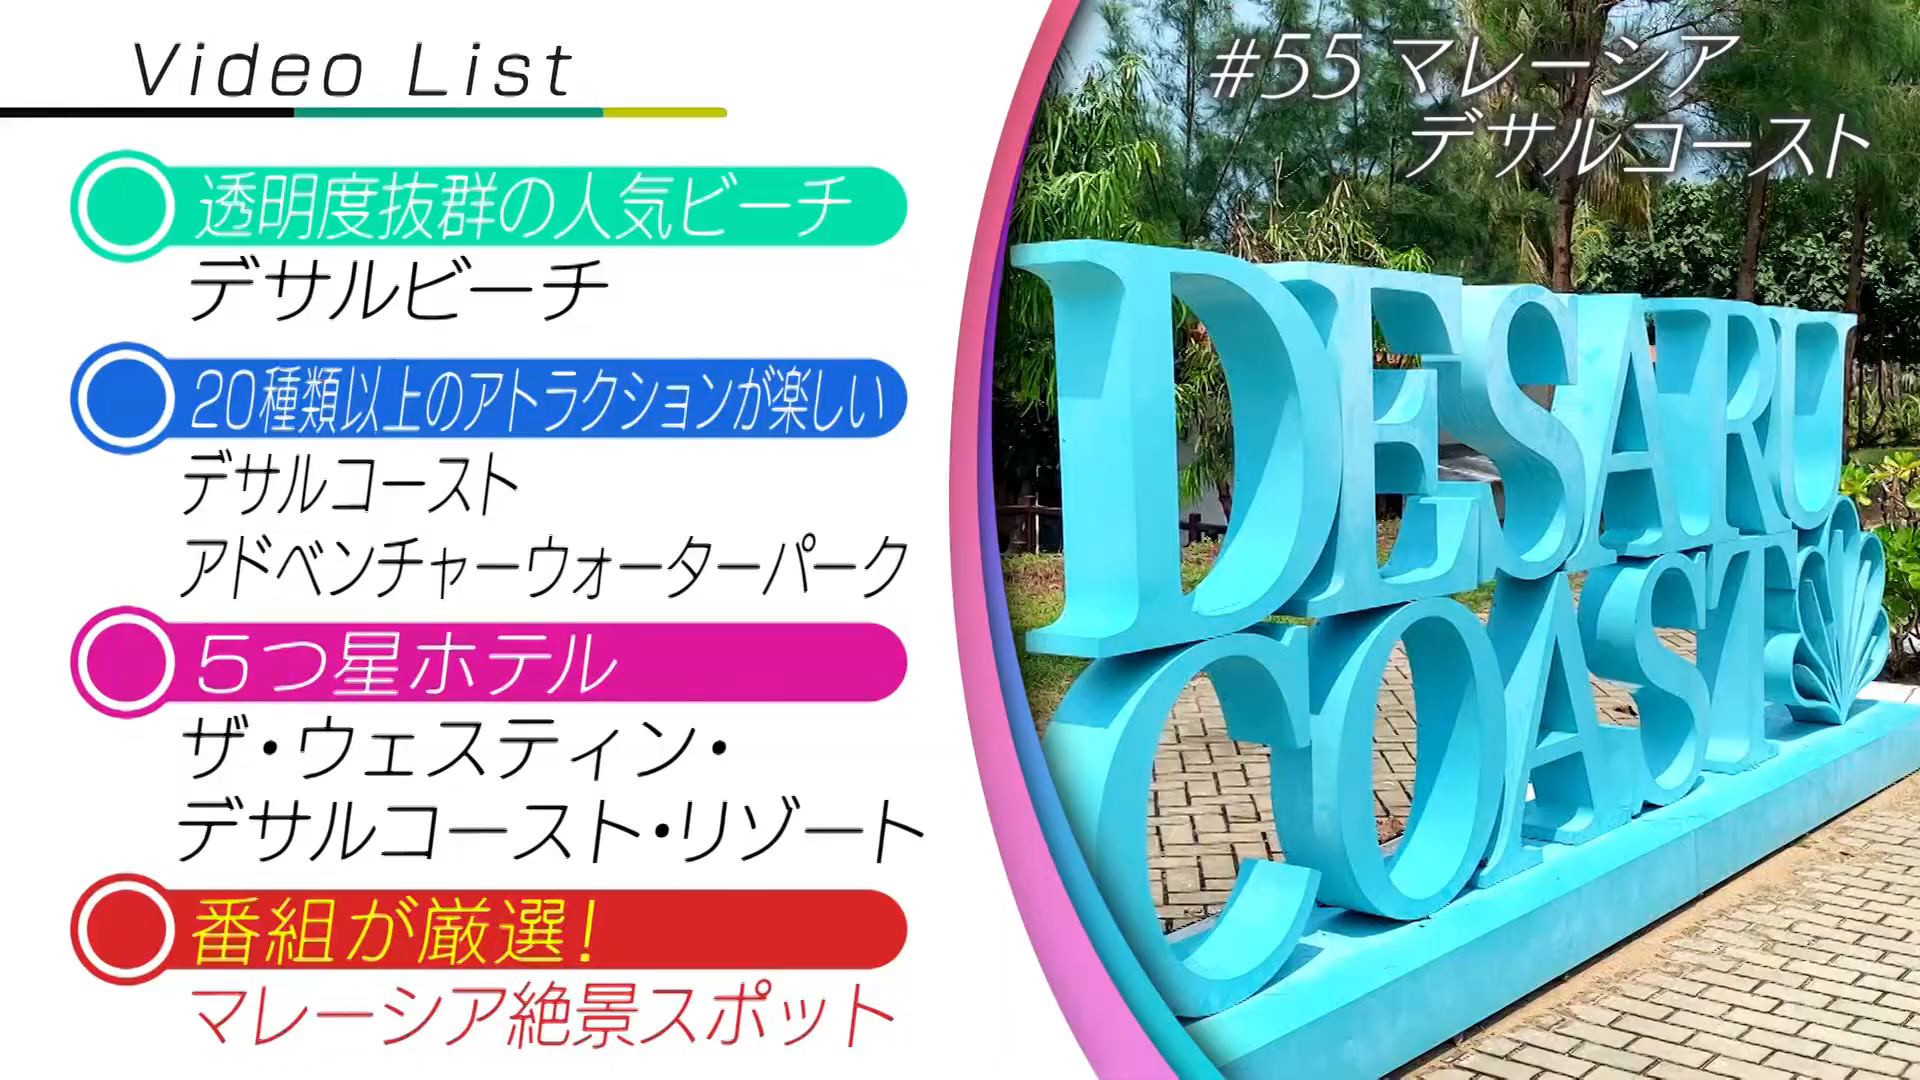 Video List
透明度抜群の人気ビーチ
デサルビーチ
20種類以上のアトラクションが楽しい
デサルコースト
アドベンチャーウォーターパーク
5つ星ホテル
ザ・ウェスティン・
デサルコースト・リゾート
番組が厳選!
マレーシア絶景スポット
#55 マレーシア
デサルコースト
DESARU
COAST